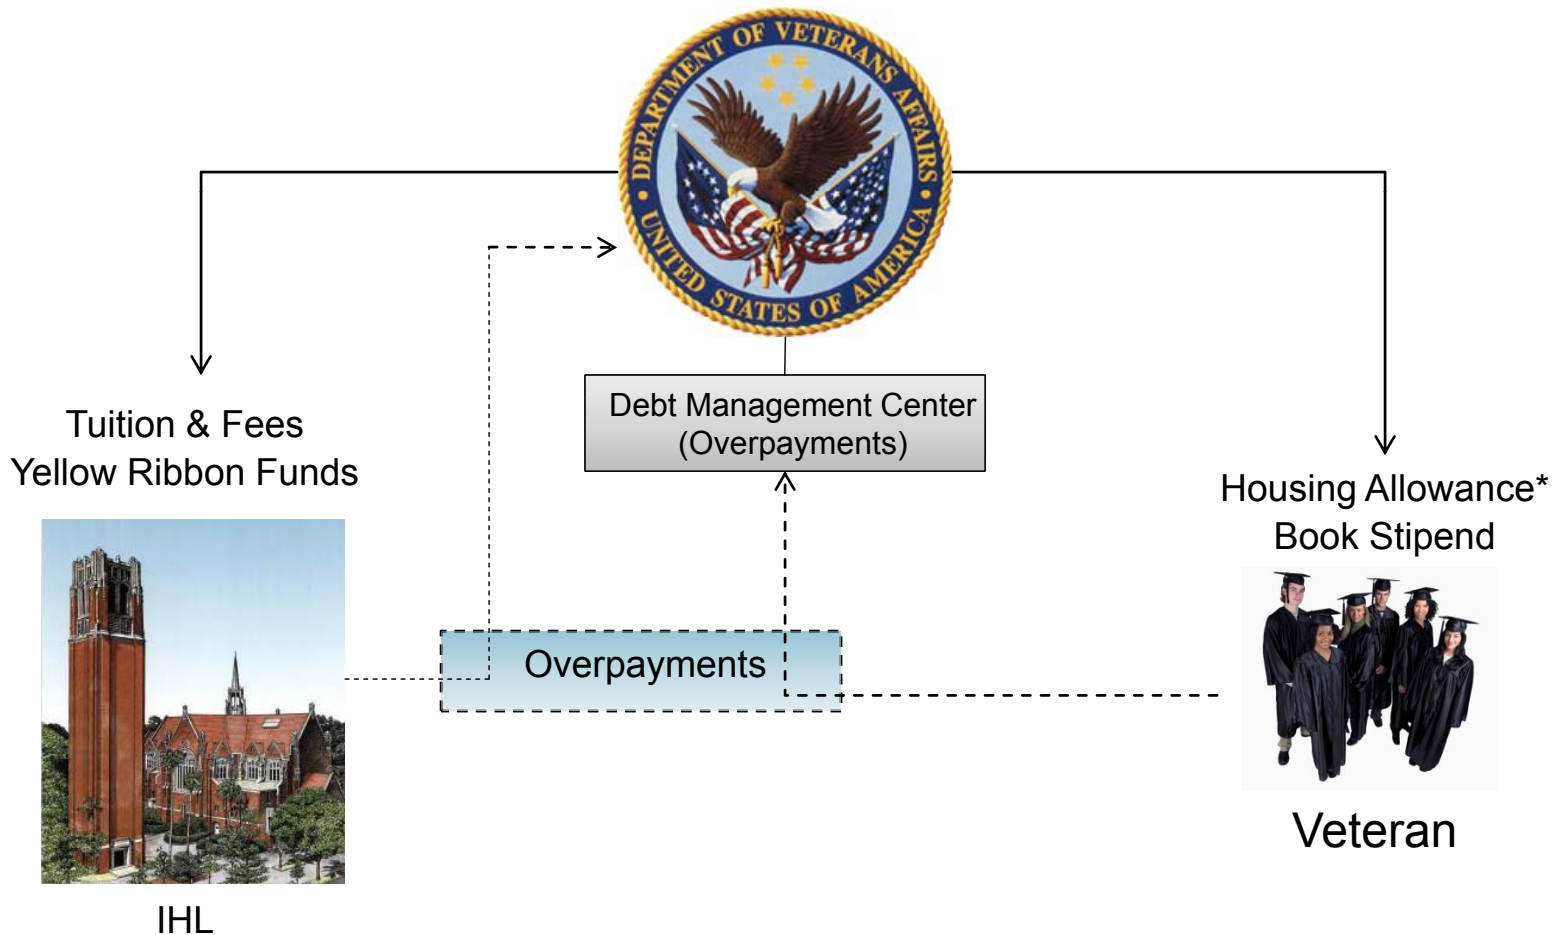 DEPARTMENT OF VETERANS AFFAIRS
UNITED STATES OF AMERICA
Debt Management Center
(Overpayments)
Tuition & Fees
Yellow Ribbon Funds
Housing Allowance*
Book Stipend
Overpayments
Veteran
IHL